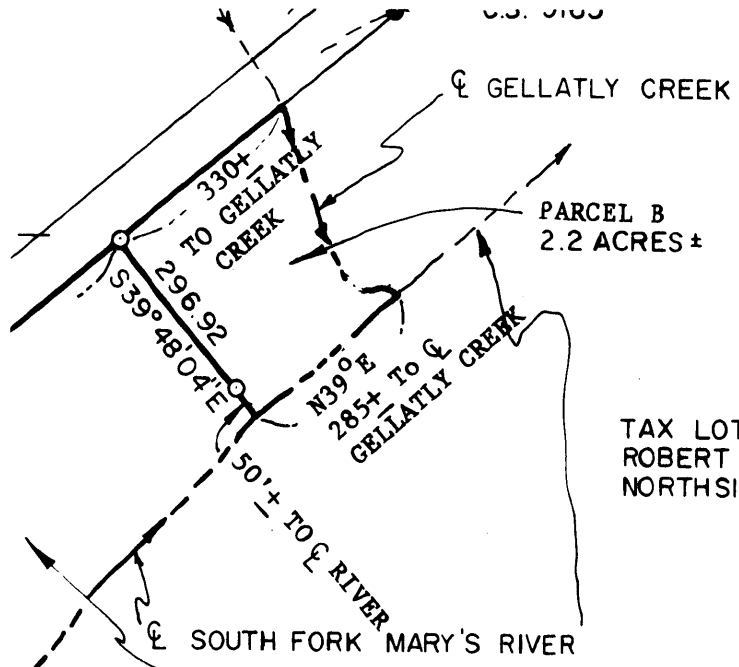 ℄ GELLATLY CREEK
330±
TO GELLATLY
CREEK
PARCEL B
2.2 ACRES ±
296.92
S39°48'04"E
N39°E
285± To ℄
GELLATLY CREEK
TAX LOT
ROBERT
NORTHSI
50'± TO ℄ RIVER
℄ SOUTH FORK MARY'S RIVER